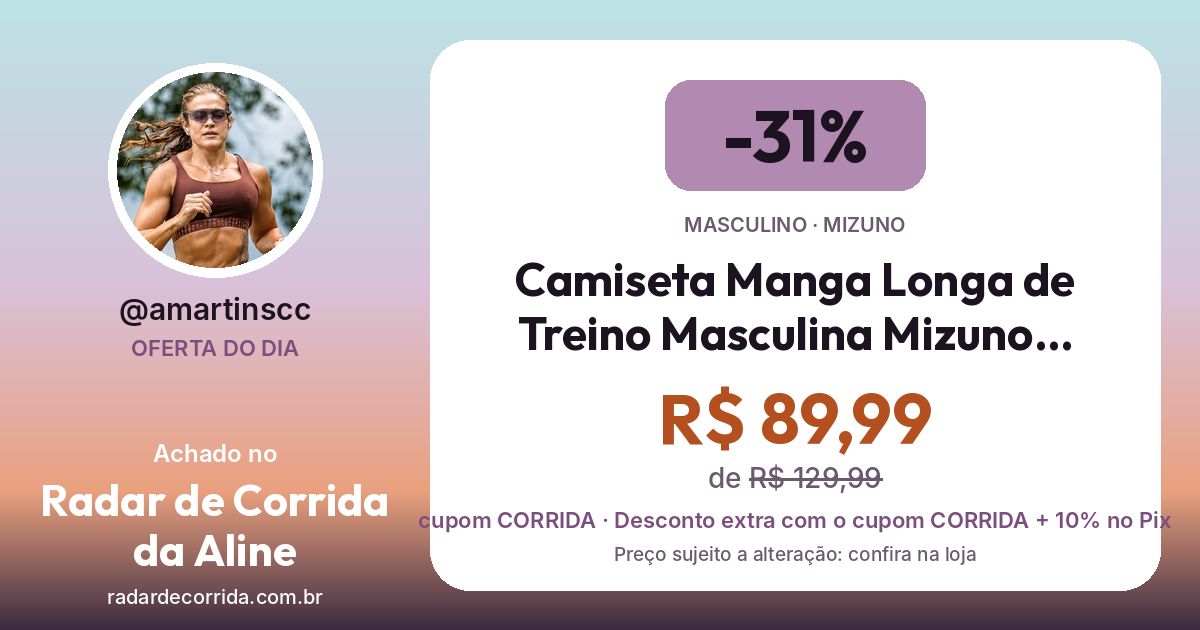 @amartinscc
OFERTA DO DIA
Achado no
Radar de Corrida
da Aline
radardecorrida.com.br
-31%
MASCULINO · MIZUNO
Camiseta Manga Longa de
Treino Masculina Mizuno...
R$ 89,99
de R$ 129,99
cupom CORRIDA · Desconto extra com o cupom CORRIDA + 10% no Pix
Preço sujeito a alteração: confira na loja